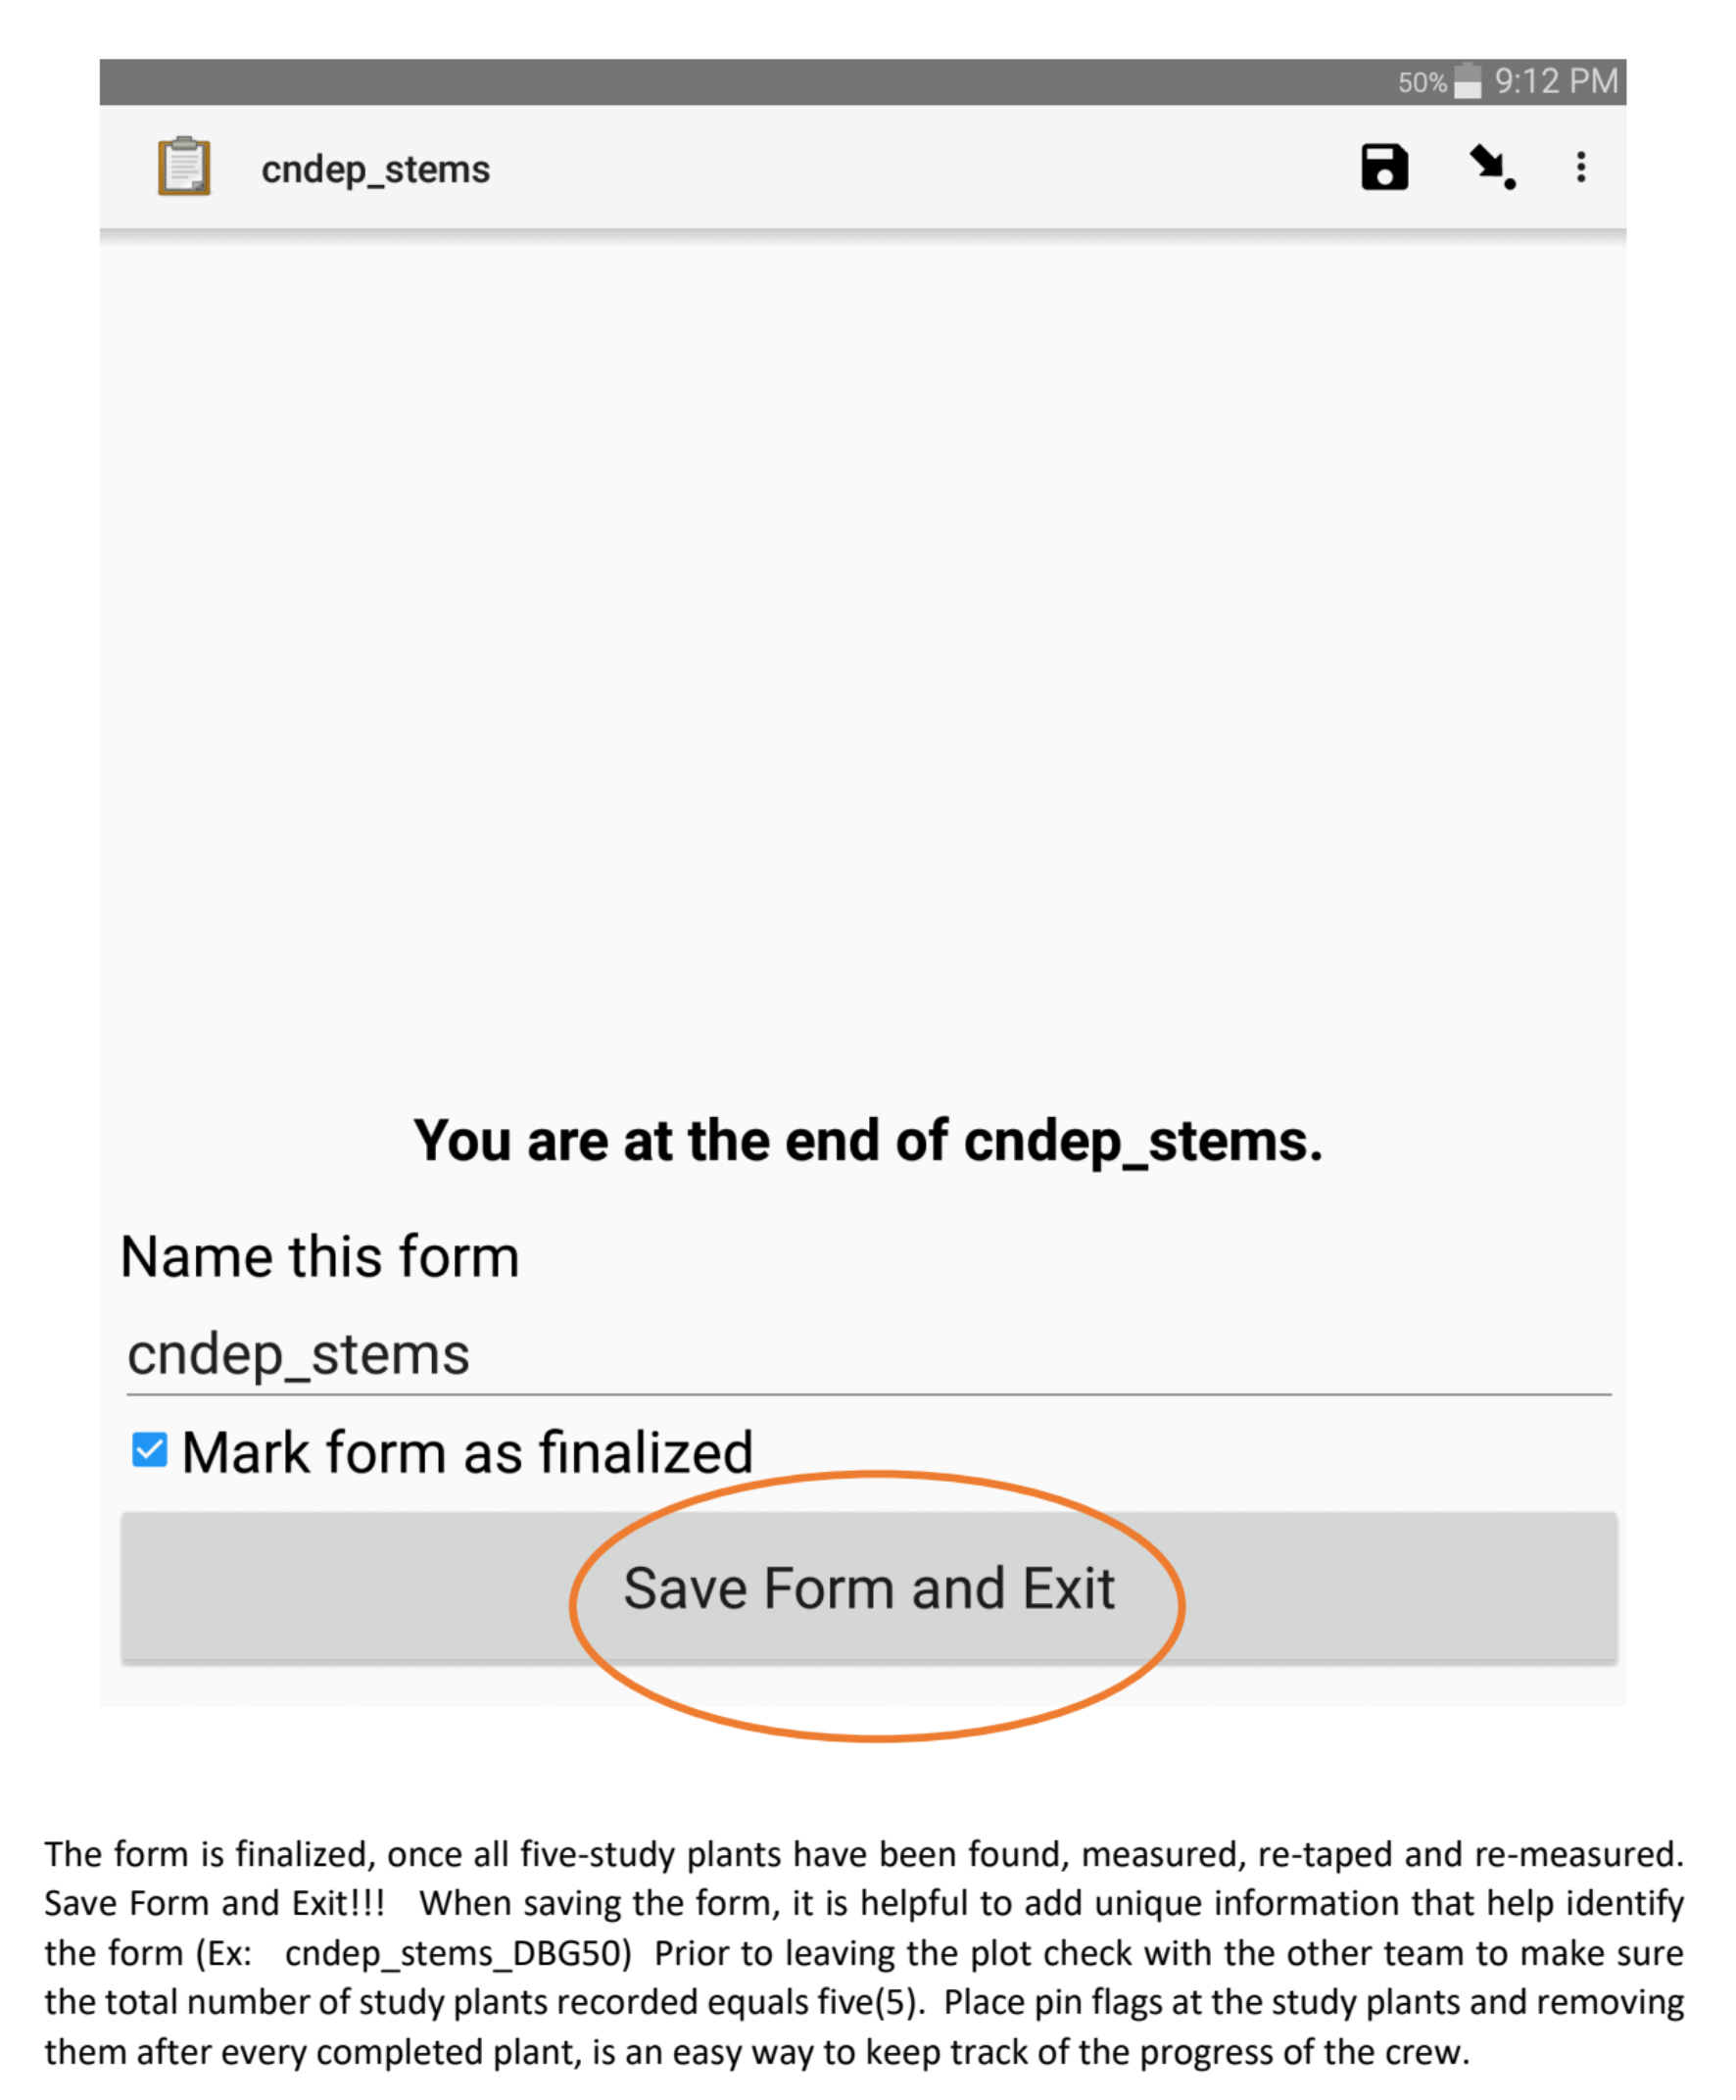 50% 9:12 PM
cndep_stems
You are at the end of cndep_stems.
Name this form
cndep_stems
Mark form as finalized
Save Form and Exit
The form is finalized, once all five-study plants have been found, measured, re-taped and re-measured.
Save Form and Exit!!!   When saving the form, it is helpful to add unique information that help identify
the form (Ex:   cndep_stems_DBG50)  Prior to leaving the plot check with the other team to make sure
the total number of study plants recorded equals five(5).  Place pin flags at the study plants and removing
them after every completed plant, is an easy way to keep track of the progress of the crew.